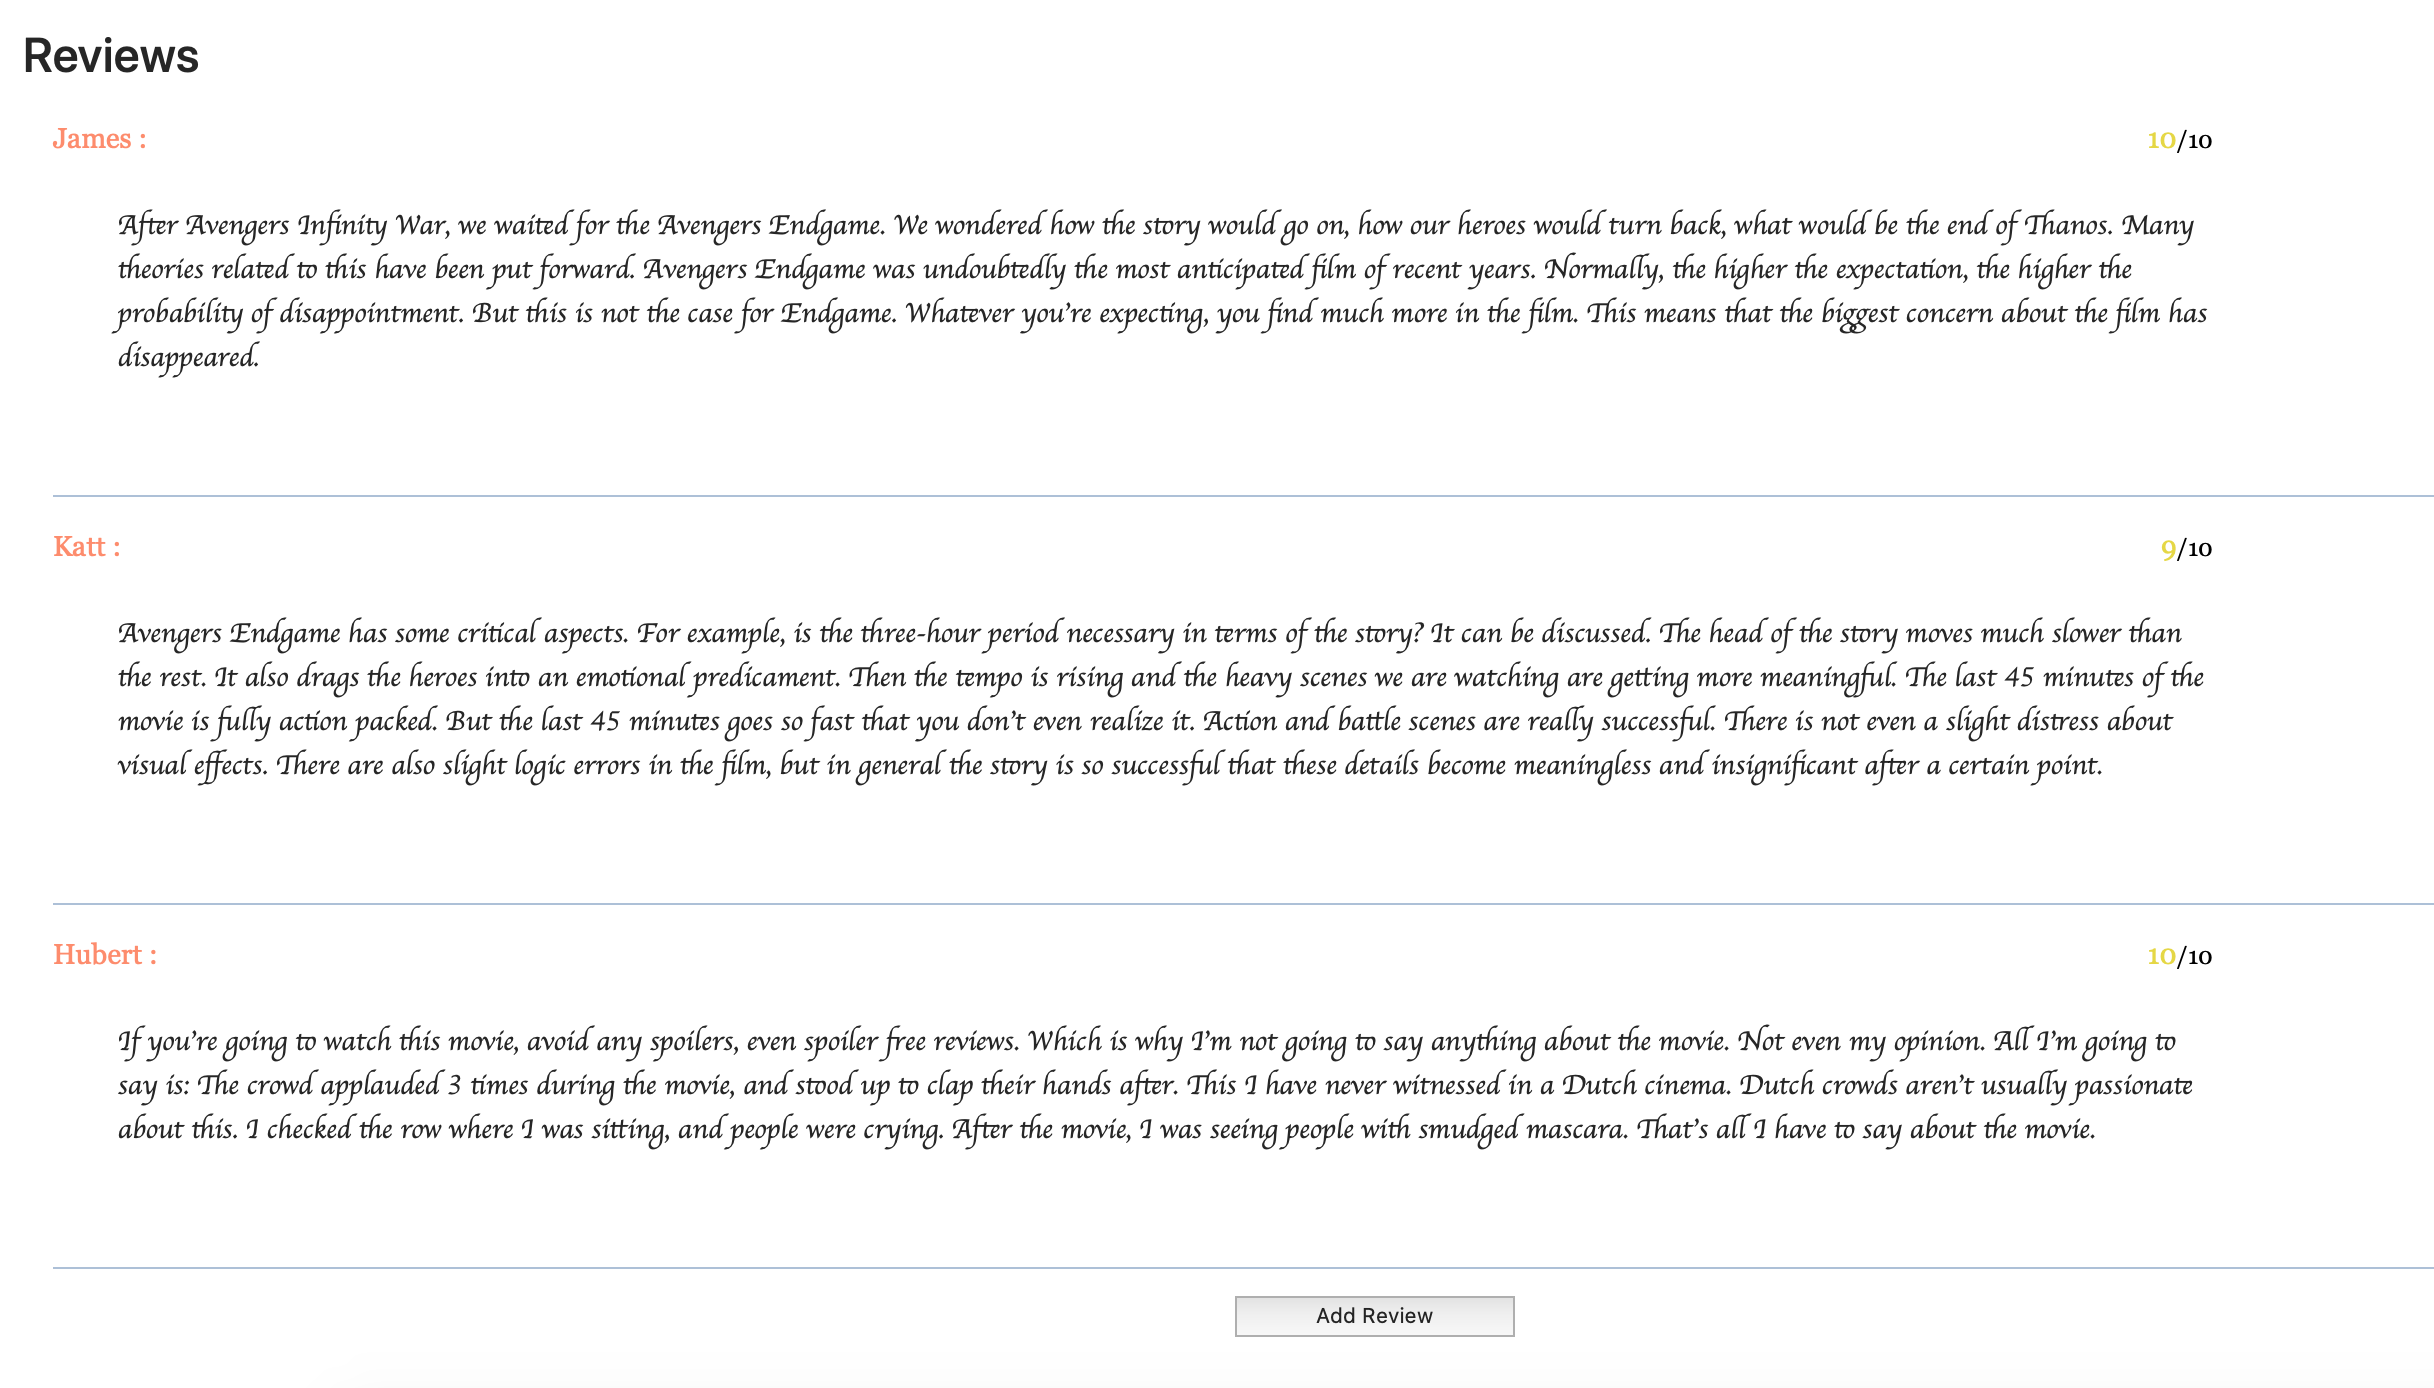 Reviews
James :
10/10
After Avengers Infinity War, we waited for the Avengers Endgame. We wondered how the story would go on, how our heroes would turn back, what would be the end of Thanos. Many
theories related to this have been put forward. Avengers Endgame was undoubtedly the most anticipated film of recent years. Normally, the higher the expectation, the higher the
probability of disappointment. But this is not the case for Endgame. Whatever you're expecting, you find much more in the film. This means that the biggest concern about the film has
disappeared.
Katt :
9/10
Avengers Endgame has some critical aspects. For example, is the three-hour period necessary in terms of the story? It can be discussed. The head of the story moves much slower than
the rest. It also drags the heroes into an emotional predicament. Then the tempo is rising and the heavy scenes we are watching are getting more meaningful. The last 45 minutes of the
movie is fully action packed. But the last 45 minutes goes so fast that you don't even realize it. Action and battle scenes are really successful. There is not even a slight distress about
visual effects. There are also slight logic errors in the film, but in general the story is so successful that these details become meaningless and insignificant after a certain point.
Hubert :
10/10
If you're going to watch this movie, avoid any spoilers, even spoiler free reviews. Which is why I'm not going to say anything about the movie. Not even my opinion. All I'm going to
say is: The crowd applauded 3 times during the movie, and stood up to clap their hands after. This I have never witnessed in a Dutch cinema. Dutch crowds aren't usually passionate
about this. I checked the row where I was sitting, and people were crying. After the movie, I was seeing people with smudged mascara. That's all I have to say about the movie.
Add Review